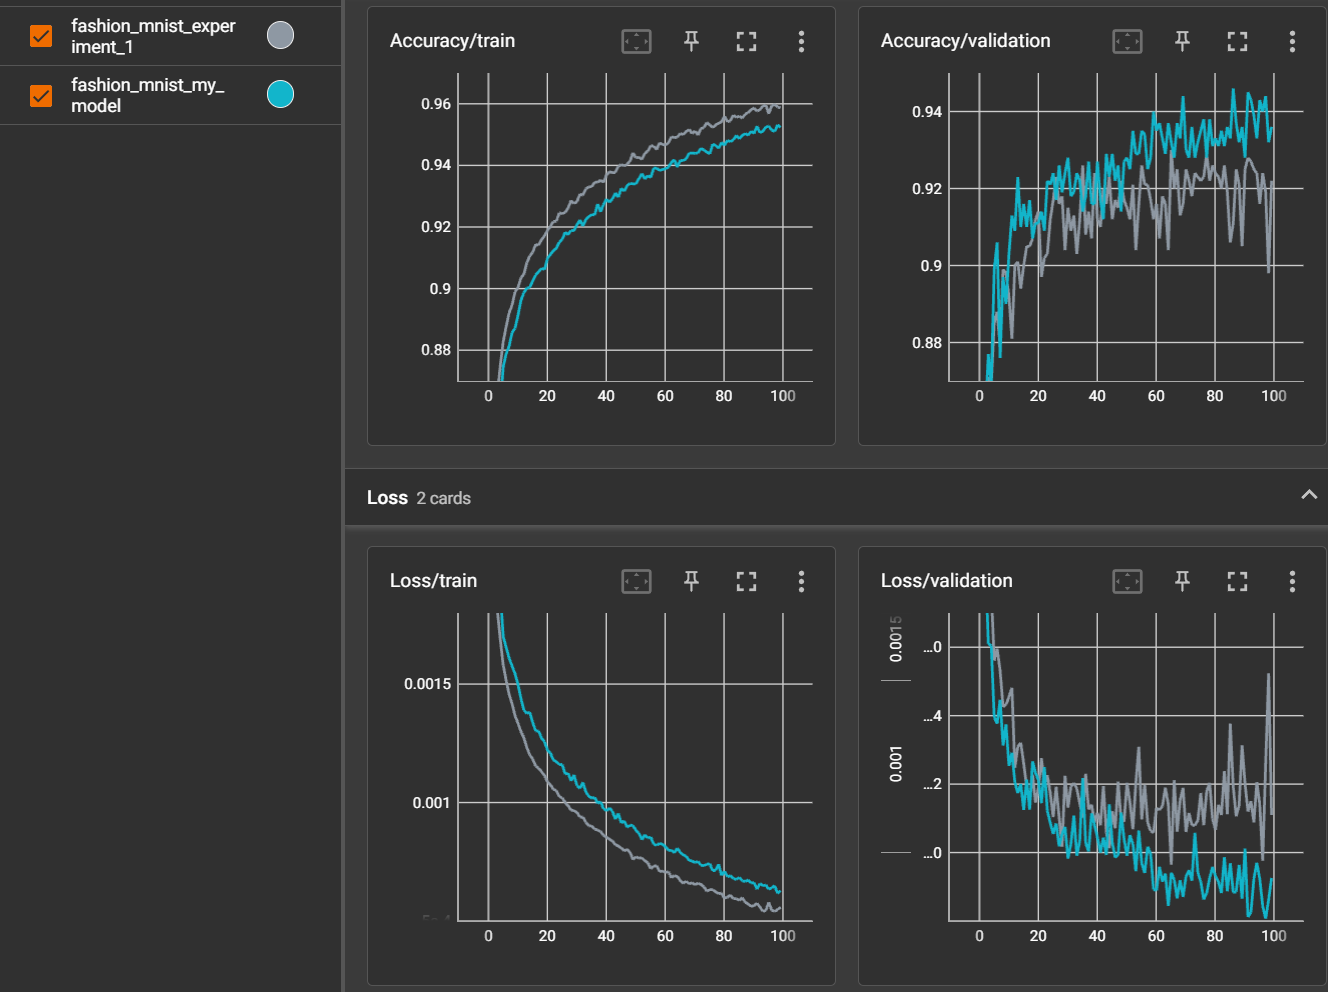 fashion_mnist_exper
iment_1
fashion_mnist_my_
model
Accuracy/train
0.96
0.94
0.92
0.9
0.88
0 20 40 60 80 100
Accuracy/validation
0.94
0.92
0.9
0.88
0 20 40 60 80 100
Loss 2 cards
Loss/train
0.0015
0.001
0 20 40 60 80 100
Loss/validation
0.0015
0.001
...0
...4
...2
...0
0 20 40 60 80 100